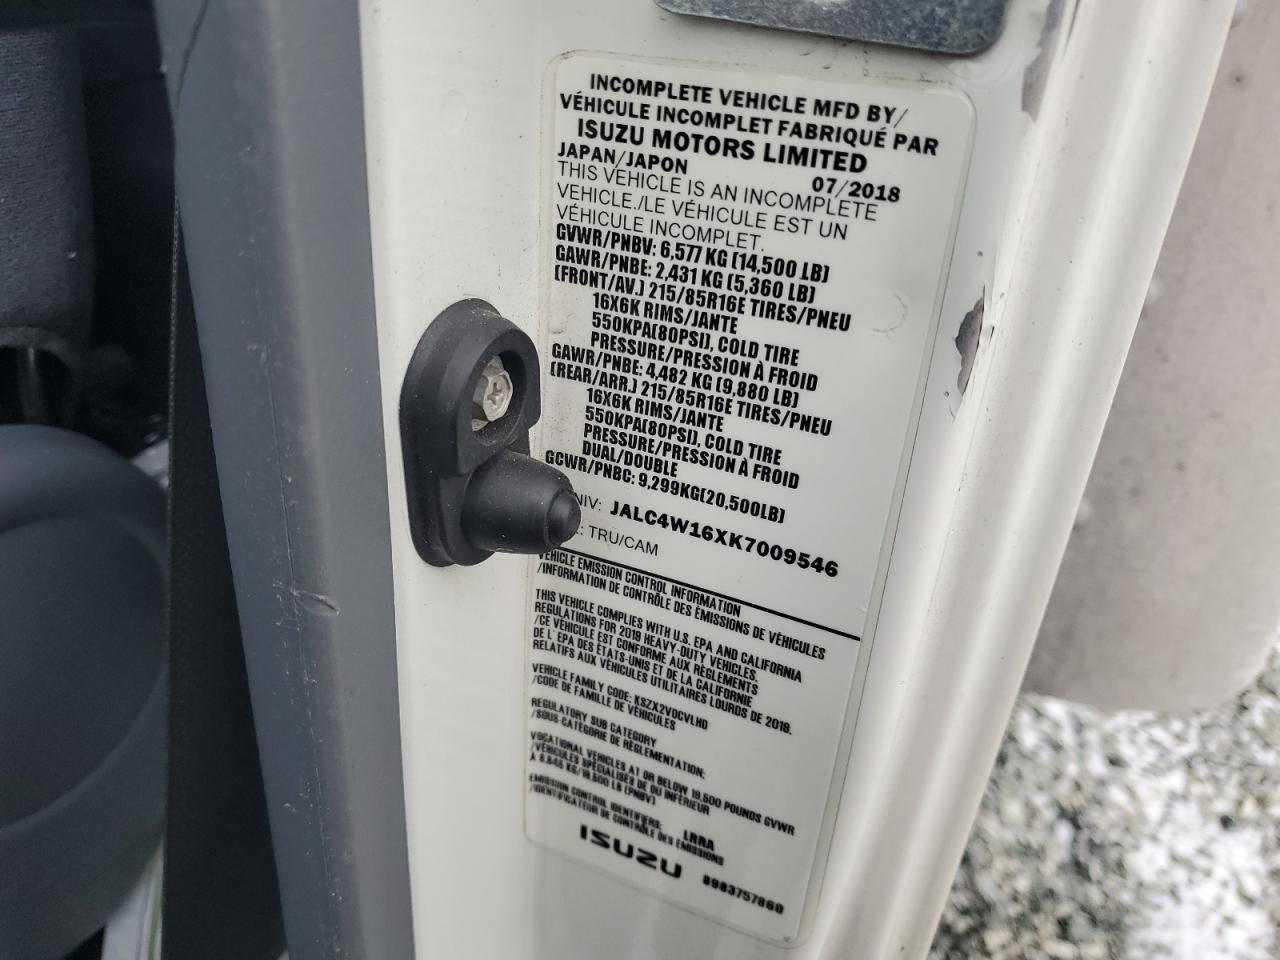 INCOMPLETE VEHICLE MFD BY/
VÉHICULE INCOMPLET FABRIQUÉ PAR
ISUZU MOTORS LIMITED
JAPAN/JAPON 07/2018
THIS VEHICLE IS AN INCOMPLETE
VEHICLE./LE VÉHICULE EST UN
VÉHICULE INCOMPLET.
GVWR/PNBV: 6,577 KG (14,500 LB)
GAWR/PNBE: 2,431 KG (5,360 LB)
(FRONT/AV.) 215/85R16E TIRES/PNEU
16X6K RIMS/JANTE
550KPA(80PSI), COLD TIRE
PRESSURE/PRESSION À FROID
GAWR/PNBE: 4,482 KG (9,880 LB)
(REAR/ARR.) 215/85R16E TIRES/PNEU
16X6K RIMS/JANTE
550KPA(80PSI), COLD TIRE
PRESSURE/PRESSION À FROID
DUAL/DOUBLE
GCWR/PNBC: 9,299KG(20,500LB)
NIV: JALC4W16XK7009546
: TRU/CAM
VEHICLE EMISSION CONTROL INFORMATION
/INFORMATION DE CONTRÔLE DES ÉMISSIONS DE VÉHICULES
THIS VEHICLE COMPLIES WITH U.S. EPA AND CALIFORNIA
REGULATIONS FOR 2019 HEAVY-DUTY VEHICLES.
/CE VÉHICULE EST CONFORME AUX RÈGLEMENTS
DE L'EPA DES ÉTATS-UNIS ET DE LA CALIFORNIE
RELATIFS AUX VÉHICULES UTILITAIRES LOURDS DE 2019.
VEHICLE FAMILY CODE: KSZX2VOCVLHD
/CODE DE FAMILLE DE VÉHICULES
REGULATORY SUB CATEGORY
/SOUS-CATÉGORIE DE RÉGLEMENTATION:
VOCATIONAL VEHICLES AT OR BELOW 19,500 POUNDS GVWR
/VÉHICULES SPÉCIALISÉS DE OU INFÉRIEUR
À 8,845 KG/19,500 LB (PNBV)
EMISSION CONTROL IDENTIFIERS: LRRA
/IDENTIFICATEUR DE CONTRÔLE DES ÉMISSIONS
ISUZU 8983757860